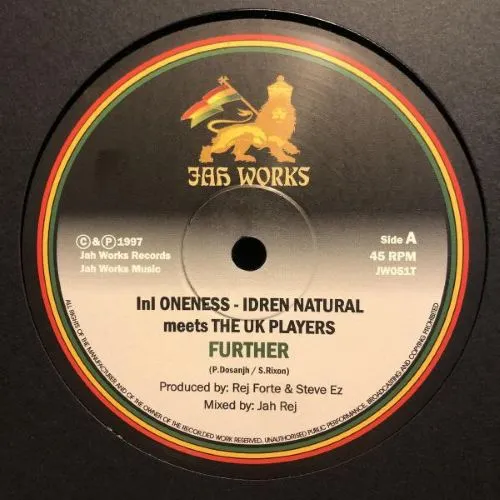 JAH WORKS
©&℗1997
Jah Works Records
Jah Works Music
Side A
45 RPM
JW051T
InI ONENESS - IDREN NATURAL
meets THE UK PLAYERS
FURTHER
(P.Dosanjh / S.Rixon)
Produced by: Rej Forte & Steve Ez
Mixed by: Jah Rej
ALL RIGHTS OF THE MANUFACTURER AND OF THE OWNER OF THE RECORDED WORK RESERVED. UNAUTHORISED PUBLIC PERFORMANCE, BROADCASTING AND COPYING PROHIBITED